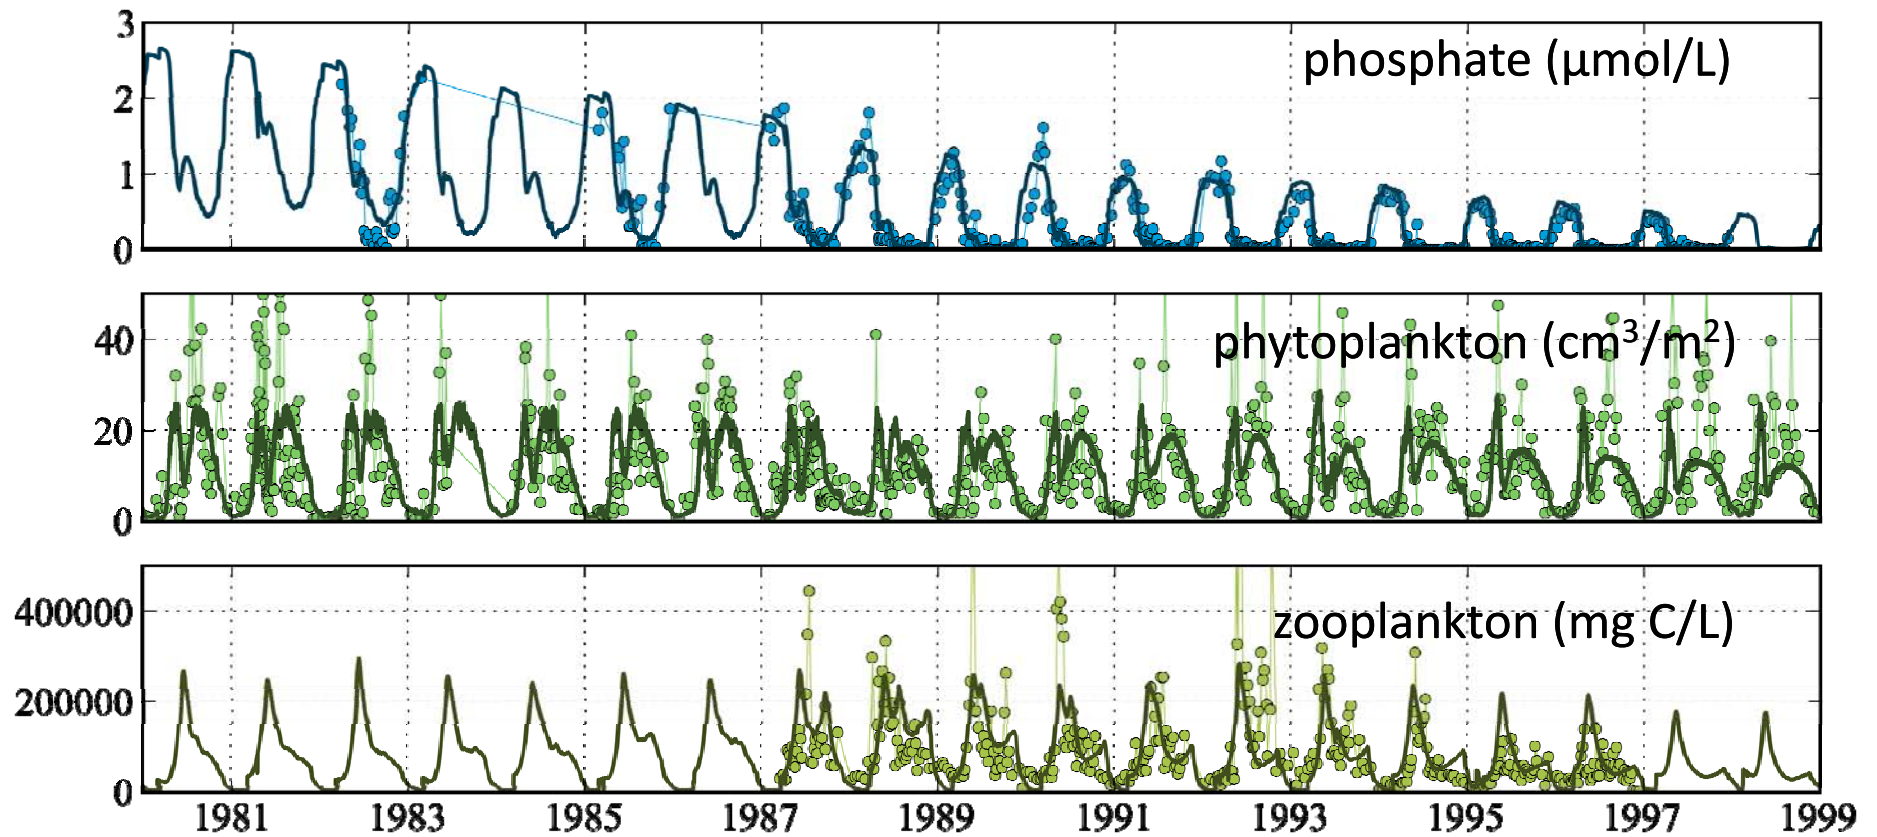 3
phosphate (µmol/L)
2
1
0
phytoplankton (cm³/m²)
40
20
0
zooplankton (mg C/L)
400000
200000
0
1981 1983 1985 1987 1989 1991 1993 1995 1997 1999